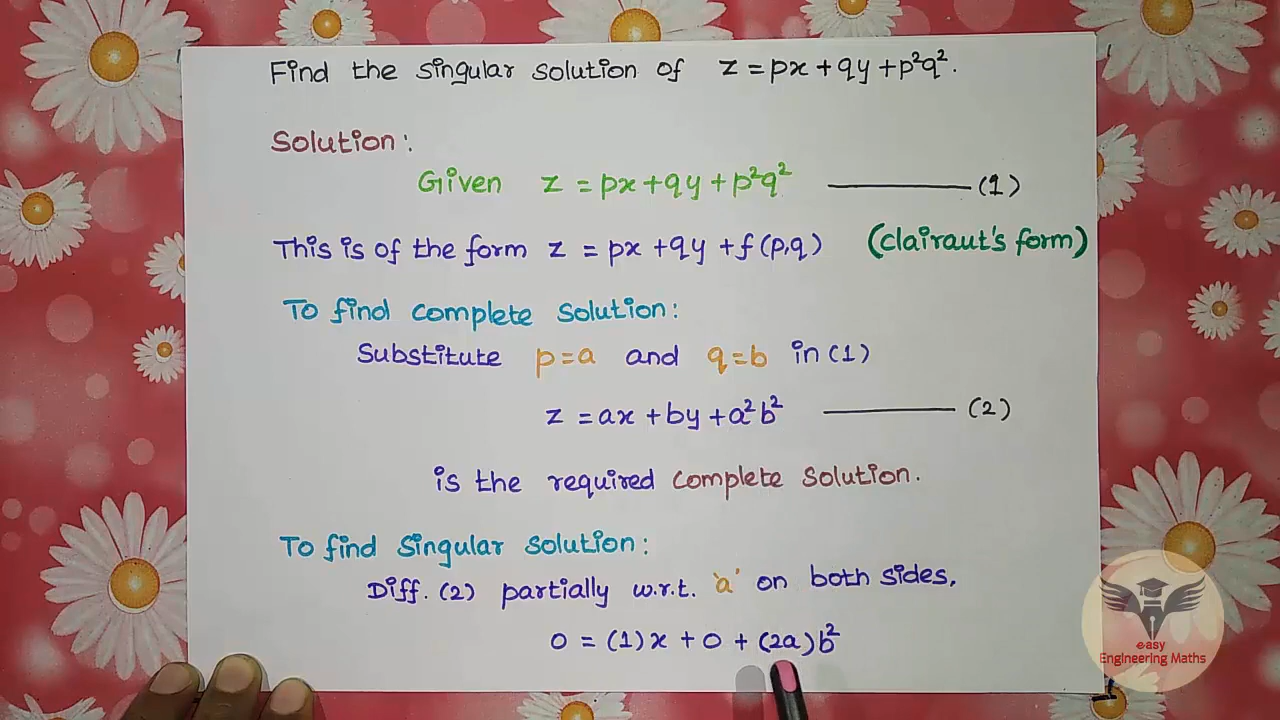 Find the singular solution of z = px + qy + p²q².
Solution:
Given z = px + qy + p²q² ——— (1)
This is of the form z = px + qy + f(p,q) (clairaut's form)
To find complete solution:
Substitute p=a and q=b in (1)
z = ax + by + a²b² ——— (2)
is the required complete solution.
To find singular solution:
Diff. (2) partially w.r.t. 'a' on both sides,
0 = (1)x + 0 + (2a)b²
easy
Engineering Maths